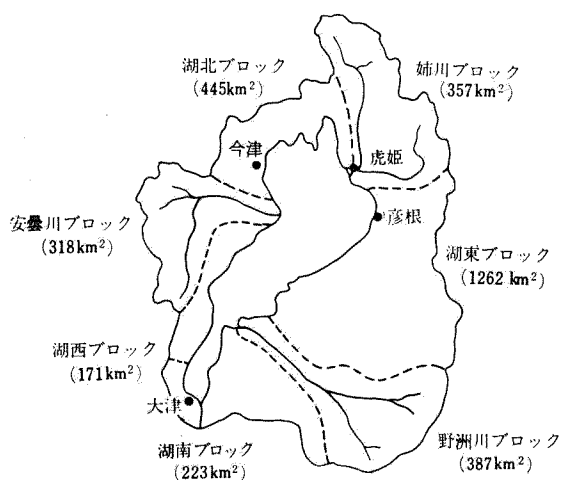 湖北ブロック
(445km²)
姉川ブロック
(357km²)
今津
虎姫
安曇川ブロック
(318km²)
彦根
湖東ブロック
(1262km²)
湖西ブロック
(171km²)
大津
湖南ブロック
(223km²)
野洲川ブロック
(387km²)